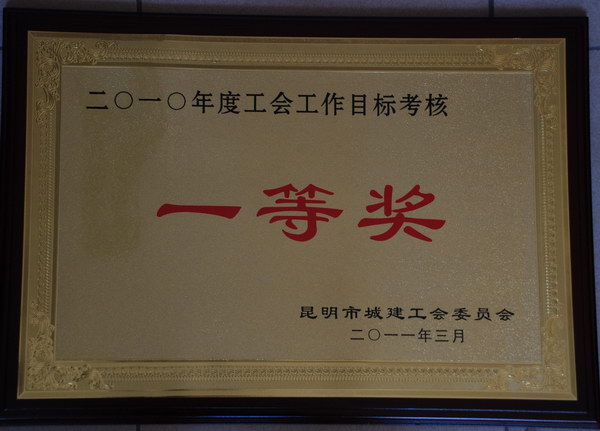 二〇一〇年度工会工作目标考核
一等奖
昆明市城建工会委员会
二〇一一年三月